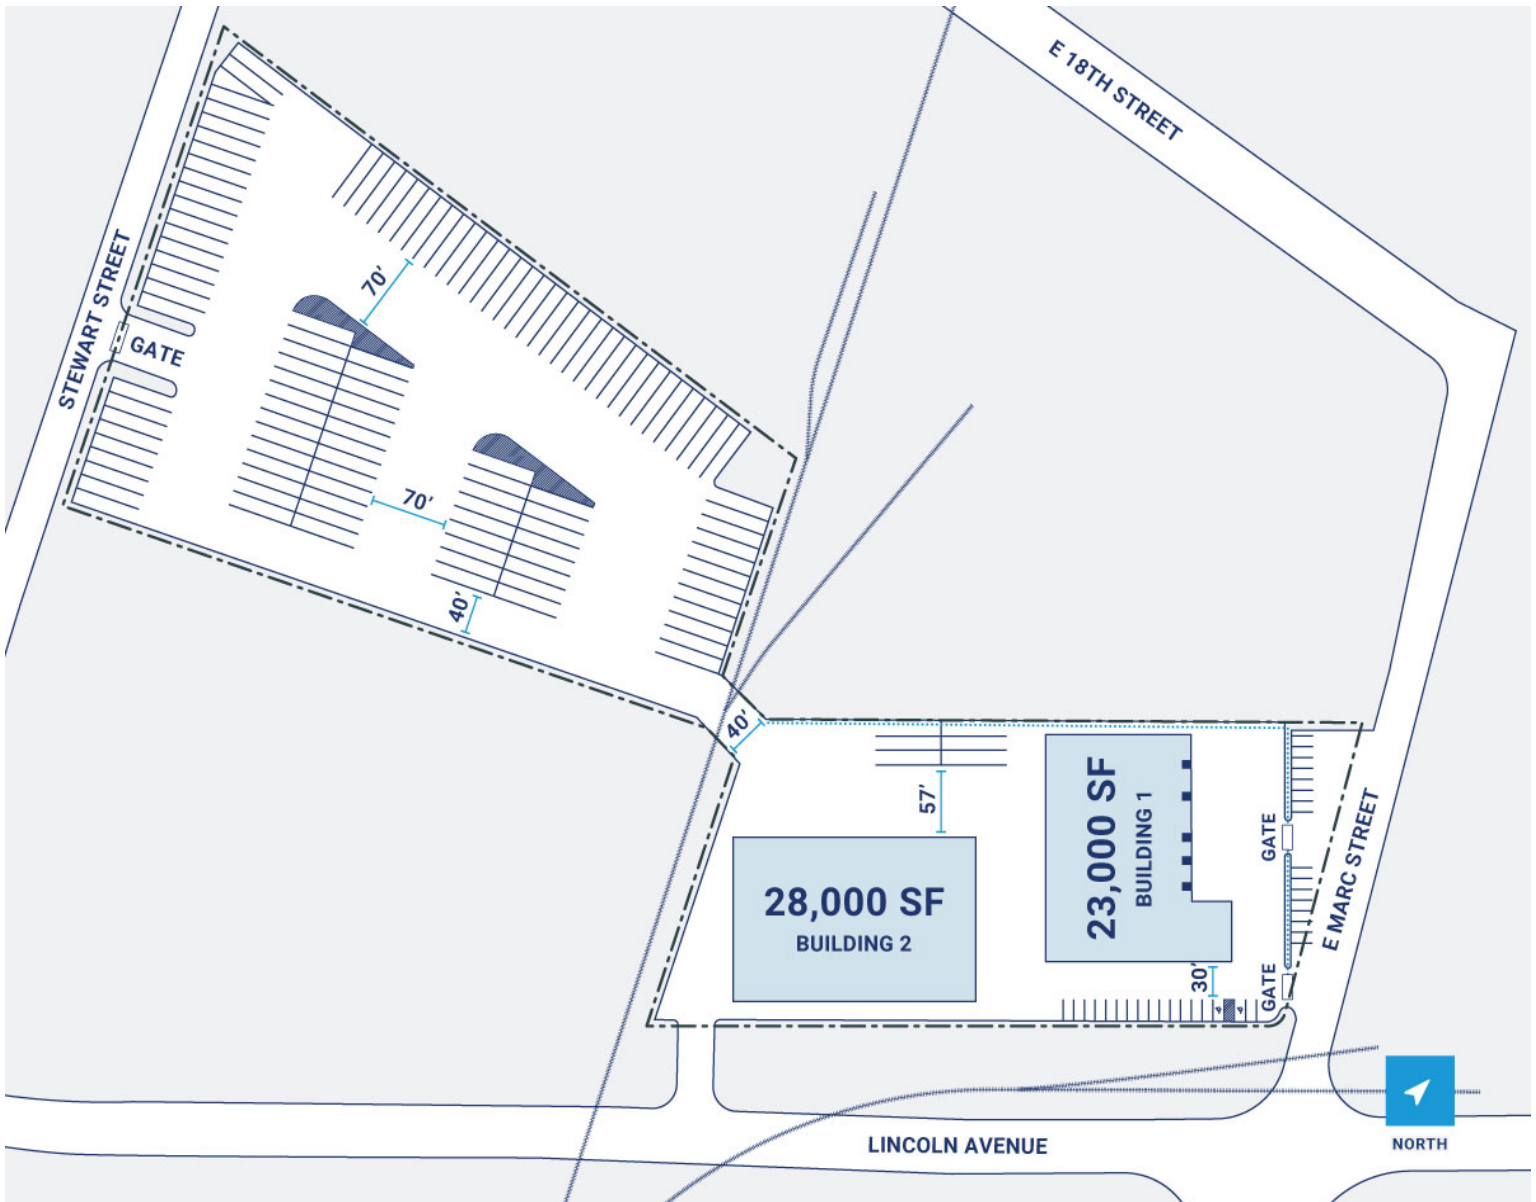 E 18TH STREET
STEWART STREET
GATE
70'
70'
40'
40'
57'
23,000 SF
BUILDING 1
28,000 SF
BUILDING 2
GATE
E MARC STREET
30'
GATE
LINCOLN AVENUE
NORTH